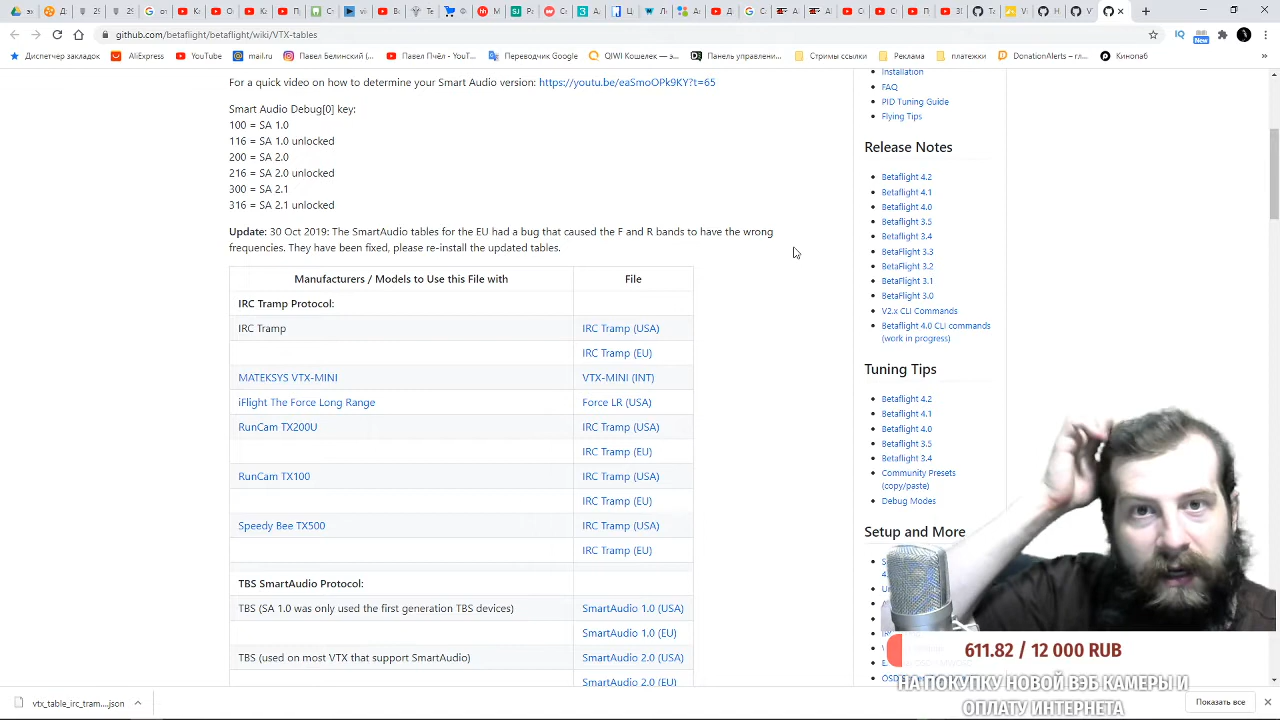 github.com/betaflight/betaflight/wiki/VTX-tables
IQ
New
Диспетчер закладок
AliExpress
YouTube
mail.ru
Павел белинский (...
Павел Пчёл - YouT...
Переводчик Google
QIWI Кошелек — гл...
Панель управлени...
Стримы ссылки
Реклама
платежки
DonationAlerts — гл...
Кинопаб
»
For a quick video on how to determine your Smart Audio version: https://youtu.be/eaSmoOPk9KY?t=65
Smart Audio Debug[0] key:
100 = SA 1.0
116 = SA 1.0 unlocked
200 = SA 2.0
216 = SA 2.0 unlocked
300 = SA 2.1
316 = SA 2.1 unlocked
Update: 30 Oct 2019: The SmartAudio tables for the EU had a bug that caused the F and R bands to have the wrong
frequencies. They have been fixed, please re-install the updated tables.
Manufacturers / Models to Use this File with File
IRC Tramp Protocol:
IRC Tramp IRC Tramp (USA)
IRC Tramp (EU)
MATEKSYS VTX-MINI VTX-MINI (INT)
iFlight The Force Long Range Force LR (USA)
RunCam TX200U IRC Tramp (USA)
IRC Tramp (EU)
RunCam TX100 IRC Tramp (USA)
IRC Tramp (EU)
Speedy Bee TX500 IRC Tramp (USA)
IRC Tramp (EU)
TBS SmartAudio Protocol:
TBS (SA 1.0 was only used the first generation TBS devices) SmartAudio 1.0 (USA)
SmartAudio 1.0 (EU)
TBS (used on most VTX that support SmartAudio) SmartAudio 2.0 (USA)
SmartAudio 2.0 (EU)
Installation
FAQ
PID Tuning Guide
Flying Tips
Release Notes
Betaflight 4.2
Betaflight 4.1
Betaflight 4.0
Betaflight 3.5
Betaflight 3.4
BetaFlight 3.3
BetaFlight 3.2
BetaFlight 3.1
BetaFlight 3.0
V2.x CLI Commands
Betaflight 4.0 CLI commands
(work in progress)
Tuning Tips
Betaflight 4.2
Betaflight 4.1
Betaflight 4.0
Betaflight 3.5
Betaflight 3.4
Community Presets
(copy/paste)
Debug Modes
Setup and More
611.82 / 12 000 RUB
НА ПОКУПКУ НОВОЙ ВЭБ КАМЕРЫ И
ОПЛАТУ ИНТЕРНЕТА
vtx_table_irc_tram....json
Показать все